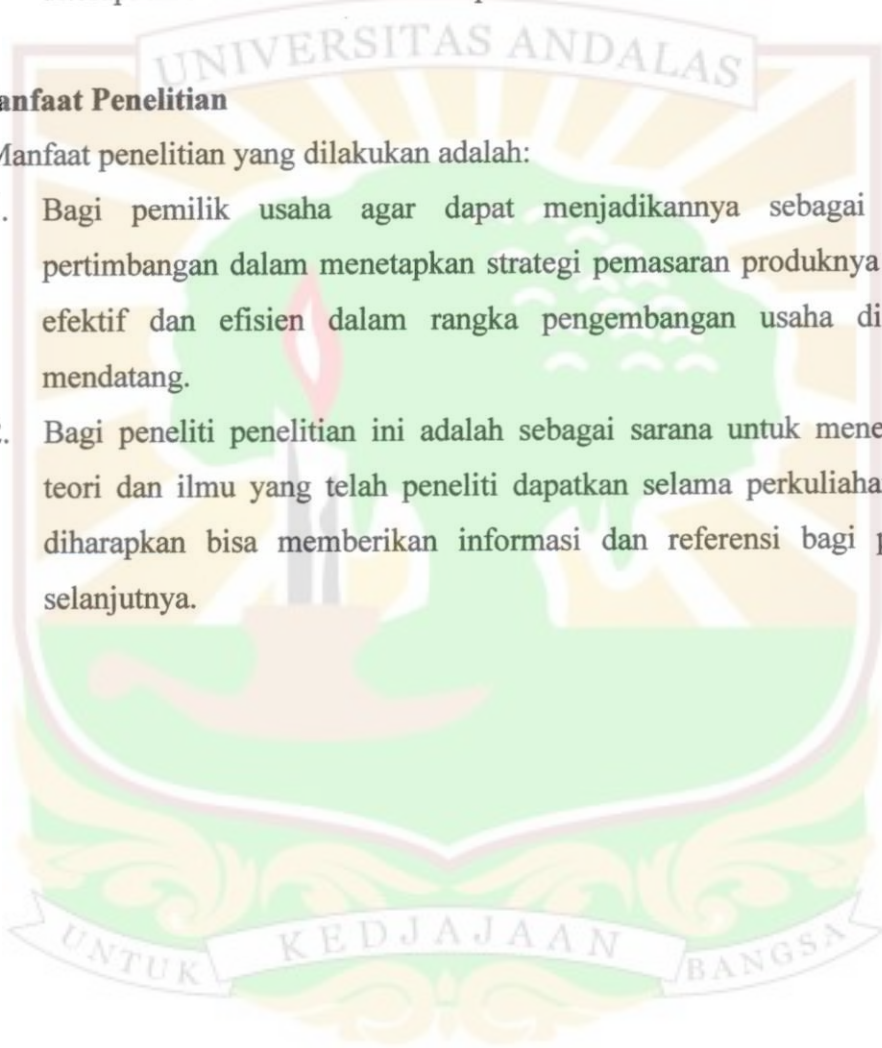 UNIVERSITAS ANDALAS
anfaat Penelitian
Manfaat penelitian yang dilakukan adalah:
. Bagi pemilik usaha agar dapat menjadikannya sebagai
pertimbangan dalam menetapkan strategi pemasaran produknya
efektif dan efisien dalam rangka pengembangan usaha di
mendatang.
. Bagi peneliti penelitian ini adalah sebagai sarana untuk mene
teori dan ilmu yang telah peneliti dapatkan selama perkuliaha
diharapkan bisa memberikan informasi dan referensi bagi
selanjutnya.
UNTUK KEDJAJAAN BANGSA